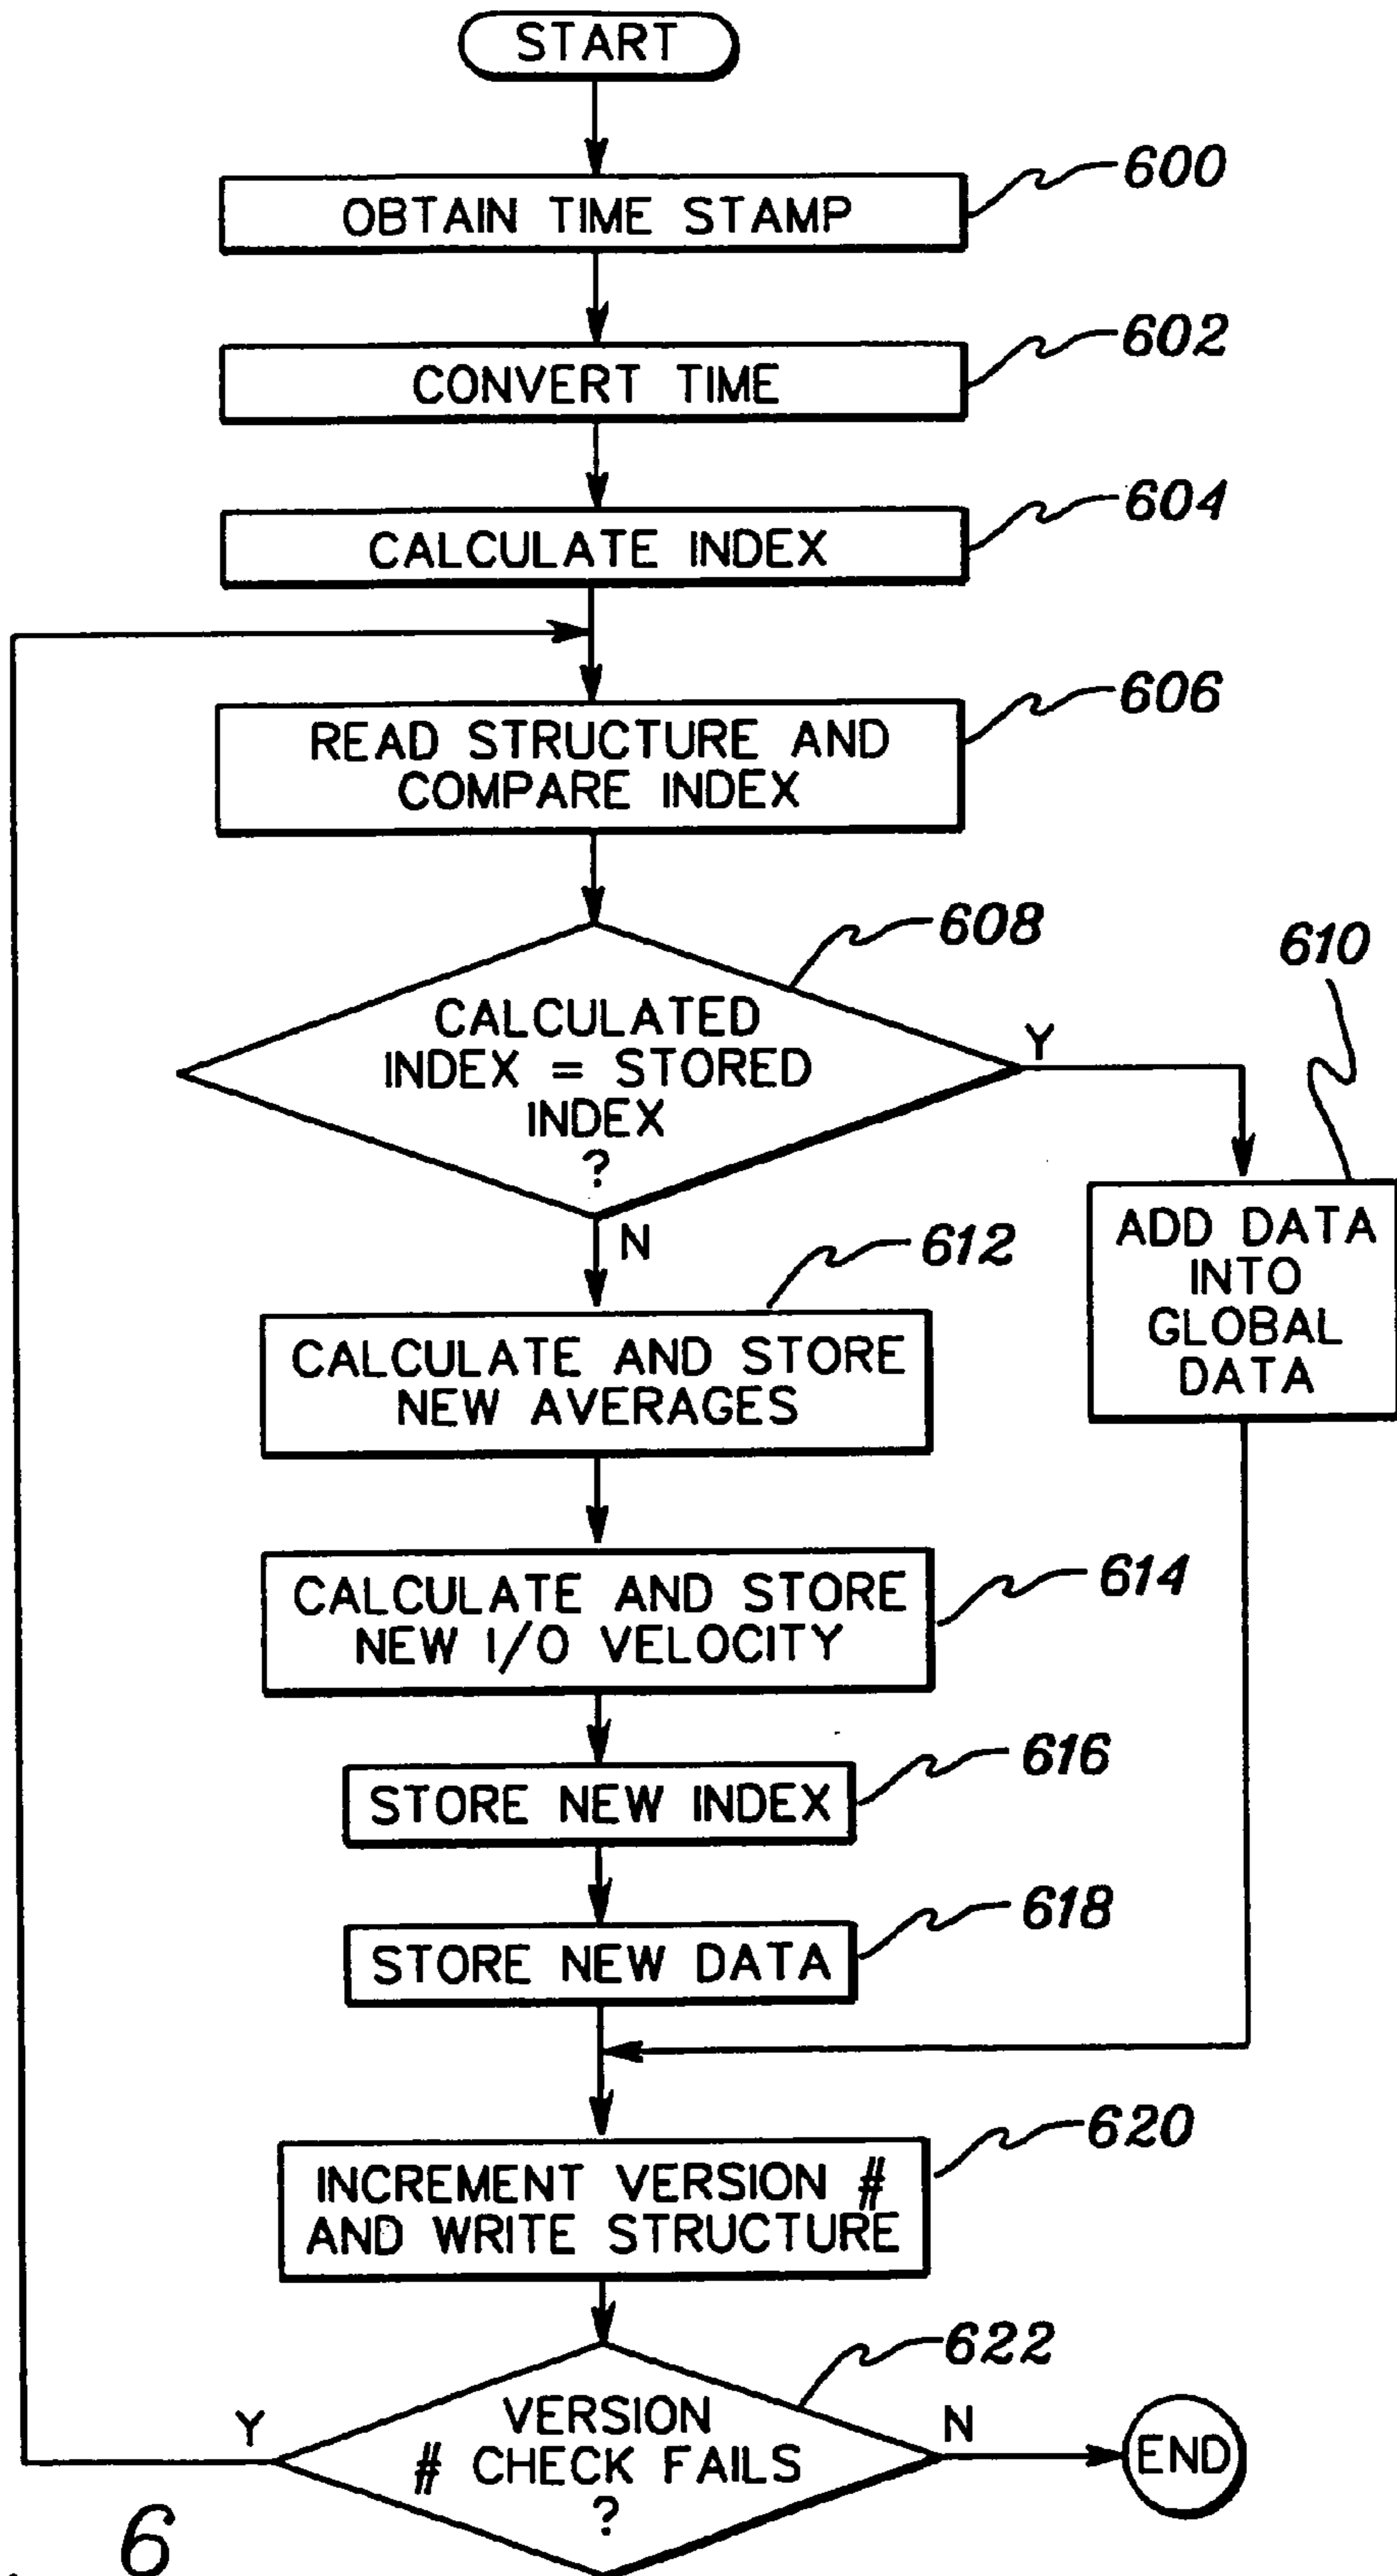 START
600
OBTAIN TIME STAMP
602
CONVERT TIME
604
CALCULATE INDEX
606
READ STRUCTURE AND
COMPARE INDEX
608
610
CALCULATED
INDEX = STORED
INDEX
?
Y
N
ADD DATA
INTO
GLOBAL
DATA
612
CALCULATE AND STORE
NEW AVERAGES
614
CALCULATE AND STORE
NEW I/O VELOCITY
616
STORE NEW INDEX
618
STORE NEW DATA
620
INCREMENT VERSION #
AND WRITE STRUCTURE
622
VERSION
# CHECK FAILS
?
Y
N
END
6